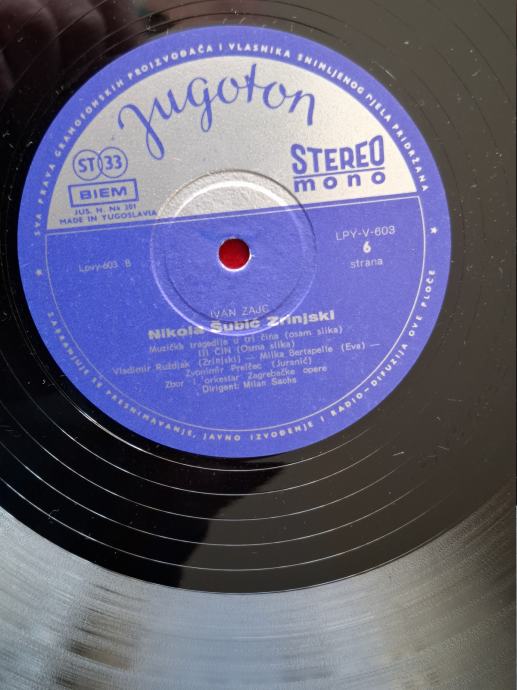 SVA PRAVA GRAMOFONSKIH PROIZVOĐAČA I VLASNIKA SNIMLJENOG DJELA PRIDRŽANA
Jugoton
ST 33
BIEM
JUS. N. N4 201
MADE IN YUGOSLAVIA
STEREO
mono
LPY-V-603
6
strana
Lpvy-603 B
IVAN ZAJC
Nikola Šubić Zrinjski
Muzička tragedija u tri čina (osam slika)
III ČIN (Osma slika)
Vladimir Ruždjak (Zrinjski) — Milka Bertapelle (Eva) —
Zvonimir Prelčec (Juranić)
Zbor i orkestar Zagrebačke opere
Dirigent: Milan Sachs
ZABRANJUJE SE PRESNIMAVANJE, JAVNO IZVOĐENJE I RADIO-DIFUZIJA OVE PLOČE